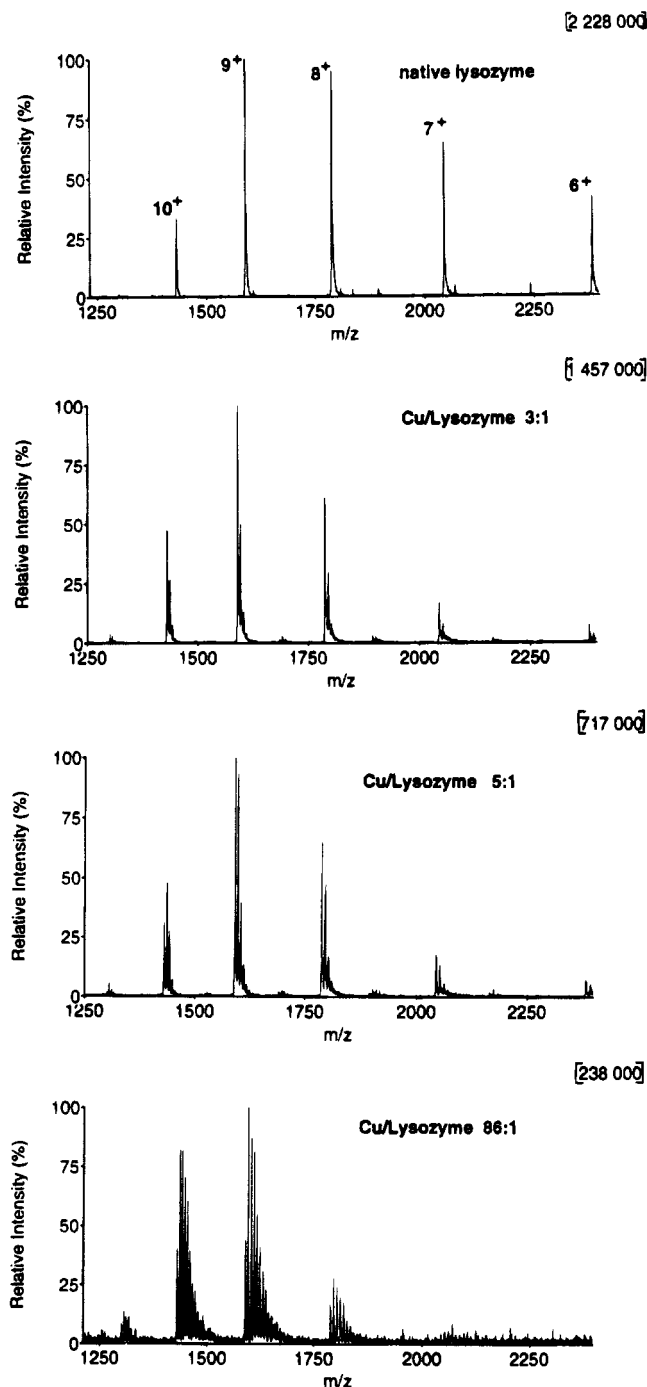 [2 228 000]
native lysozyme
10+
9+
8+
7+
6+
100
75
50
25
0
Relative Intensity (%)
1250 1500 1750 2000 2250
m/z
[1 457 000]
Cu/Lysozyme 3:1
100
75
50
25
0
Relative Intensity (%)
1250 1500 1750 2000 2250
m/z
[717 000]
Cu/Lysozyme 5:1
100
75
50
25
0
Relative Intensity (%)
1250 1500 1750 2000 2250
m/z
[238 000]
Cu/Lysozyme 86:1
100
75
50
25
0
Relative Intensity (%)
1250 1500 1750 2000 2250
m/z